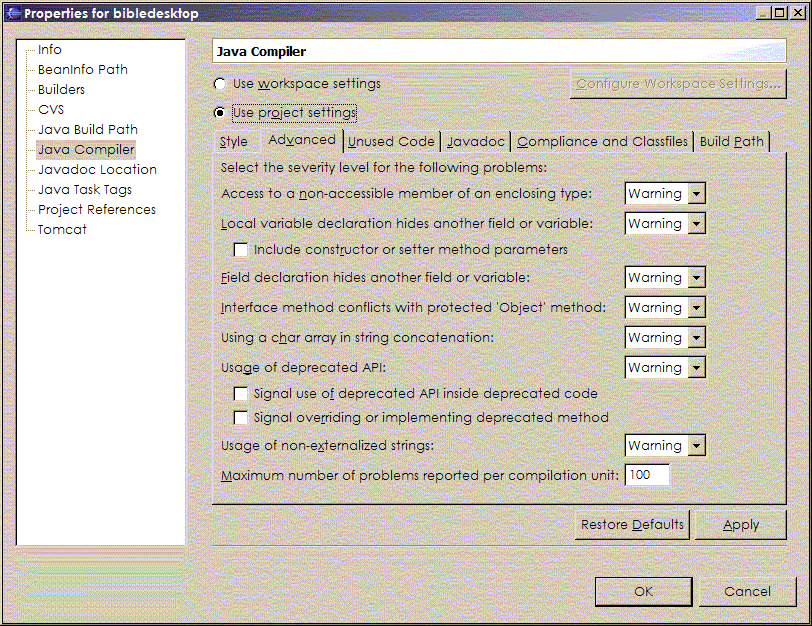 Properties for bibledesktop
Info
BeanInfo Path
Builders
CVS
Java Build Path
Java Compiler
Javadoc Location
Java Task Tags
Project References
Tomcat
Java Compiler
Use workspace settings
Configure Workspace Settings...
Use project settings
Style Advanced Unused Code Javadoc Compliance and Classfiles Build Path
Select the severity level for the following problems:
Access to a non-accessible member of an enclosing type: Warning
Local variable declaration hides another field or variable: Warning
Include constructor or setter method parameters
Field declaration hides another field or variable: Warning
Interface method conflicts with protected 'Object' method: Warning
Using a char array in string concatenation: Warning
Usage of deprecated API: Warning
Signal use of deprecated API inside deprecated code
Signal overriding or implementing deprecated method
Usage of non-externalized strings: Warning
Maximum number of problems reported per compilation unit: 100
Restore Defaults Apply
OK Cancel